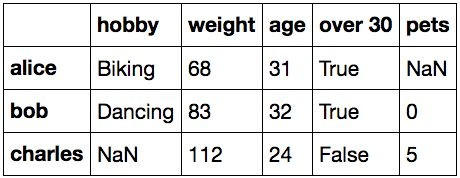 hobby weight age over 30 pets
alice Biking 68 31 True NaN
bob Dancing 83 32 True 0
charles NaN 112 24 False 5